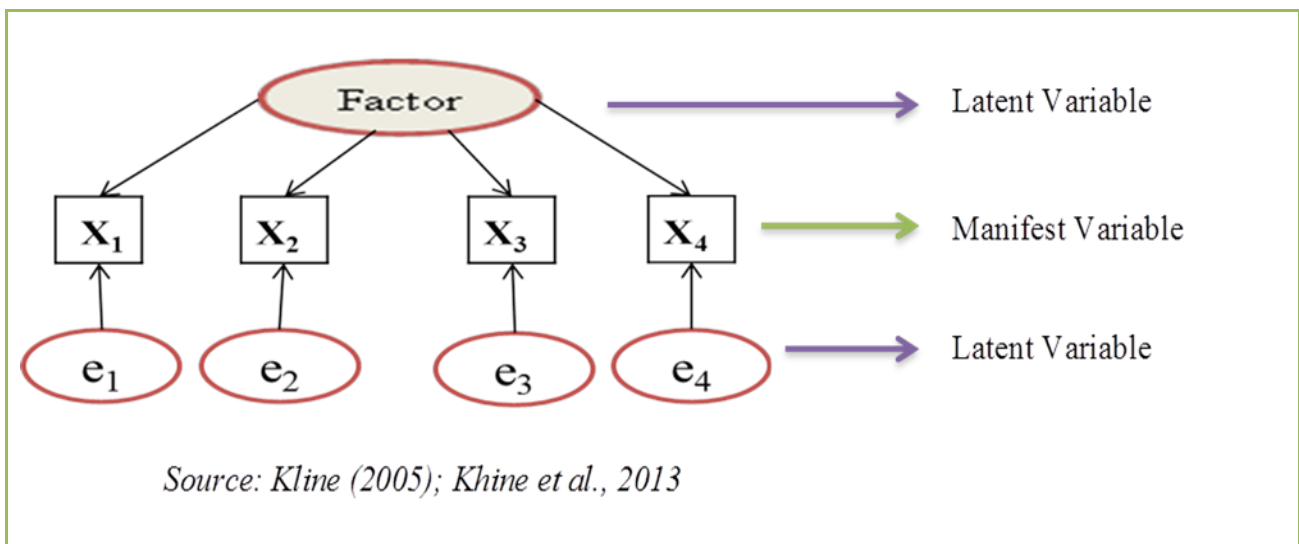 Factor
Latent Variable
X₁ X₂ X₃ X₄
Manifest Variable
e₁ e₂ e₃ e₄
Latent Variable
Source: Kline (2005); Khine et al., 2013